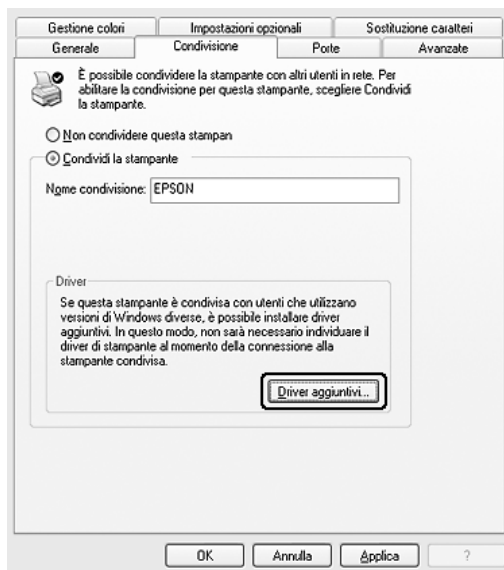 Gestione colori
Impostazioni opzionali
Sostituzione caratteri
Generale
Condivisione
Porte
Avanzate
È possibile condividere la stampante con altri utenti in rete. Per
abilitare la condivisione per questa stampante, scegliere Condividi
la stampante.
Non condividere questa stampan
Condividi la stampante
Nome condivisione:
EPSON
Driver
Se questa stampante è condivisa con utenti che utilizzano
versioni di Windows diverse, è possibile installare driver
aggiuntivi. In questo modo, non sarà necessario individuare il
driver di stampante al momento della connessione alla
stampante condivisa.
Driver aggiuntivi...
OK
Annulla
Applica
?